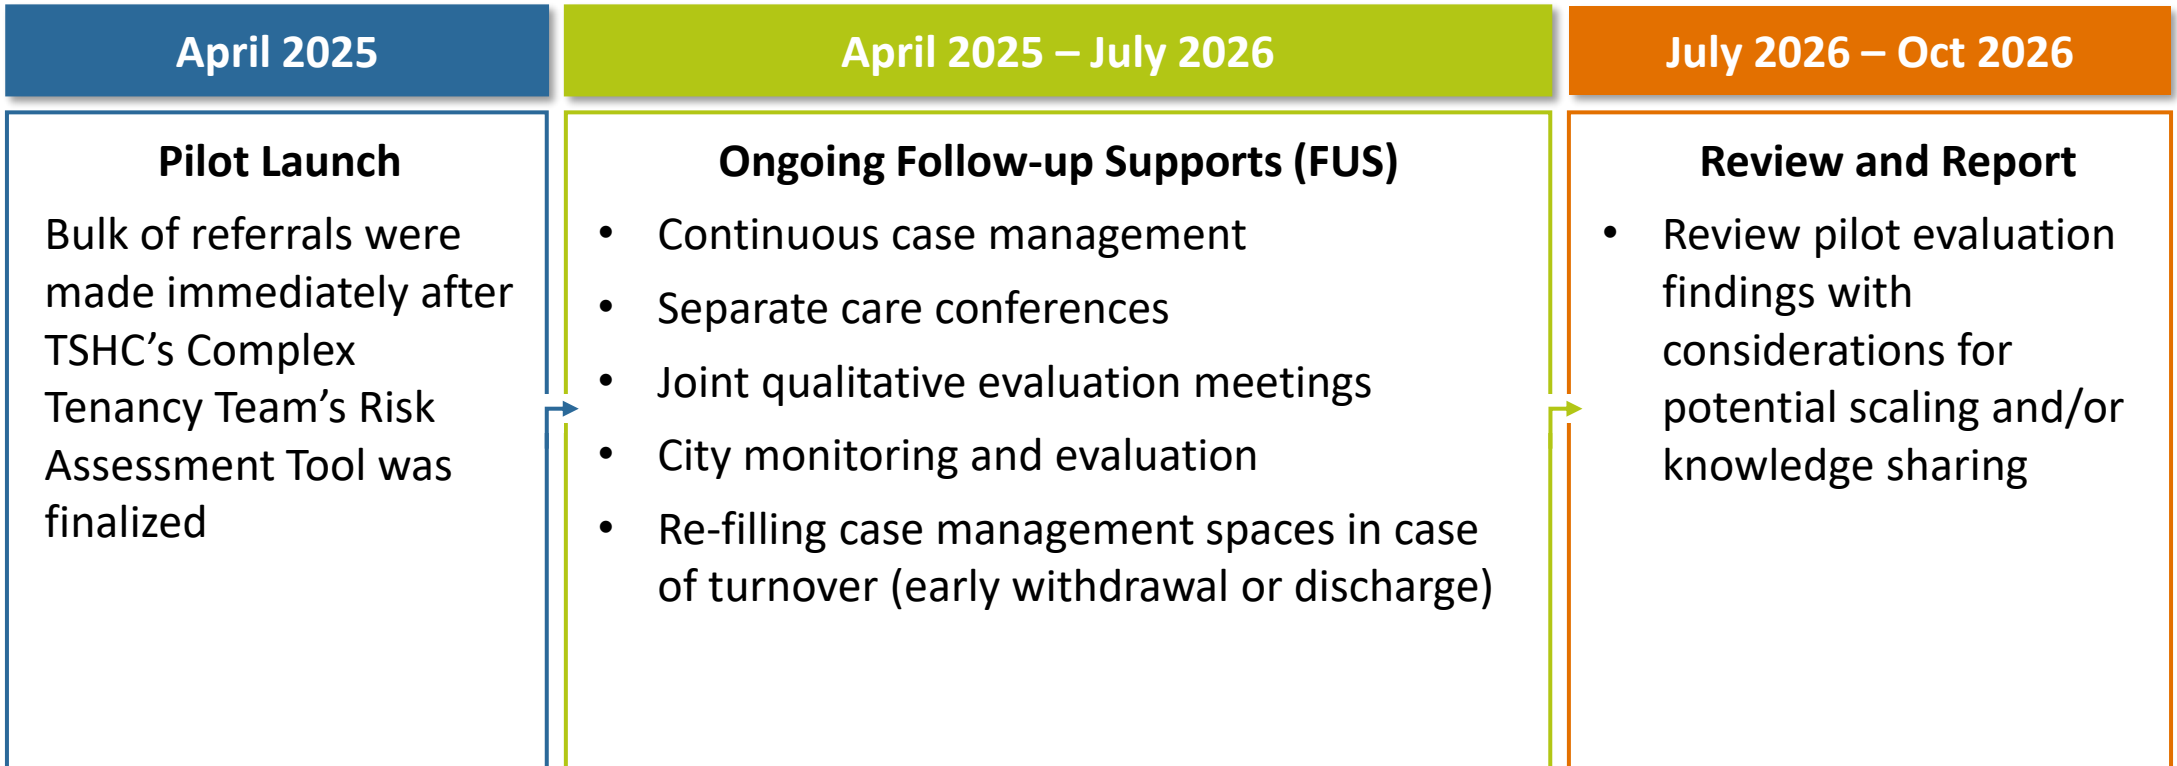 April 2025
Pilot Launch
Bulk of referrals were
made immediately after
TSHC’s Complex
Tenancy Team’s Risk
Assessment Tool was
finalized
April 2025 – July 2026
Ongoing Follow-up Supports (FUS)
• Continuous case management
• Separate care conferences
• Joint qualitative evaluation meetings
• City monitoring and evaluation
• Re-filling case management spaces in case
of turnover (early withdrawal or discharge)
July 2026 – Oct 2026
Review and Report
• Review pilot evaluation
findings with
considerations for
potential scaling and/or
knowledge sharing